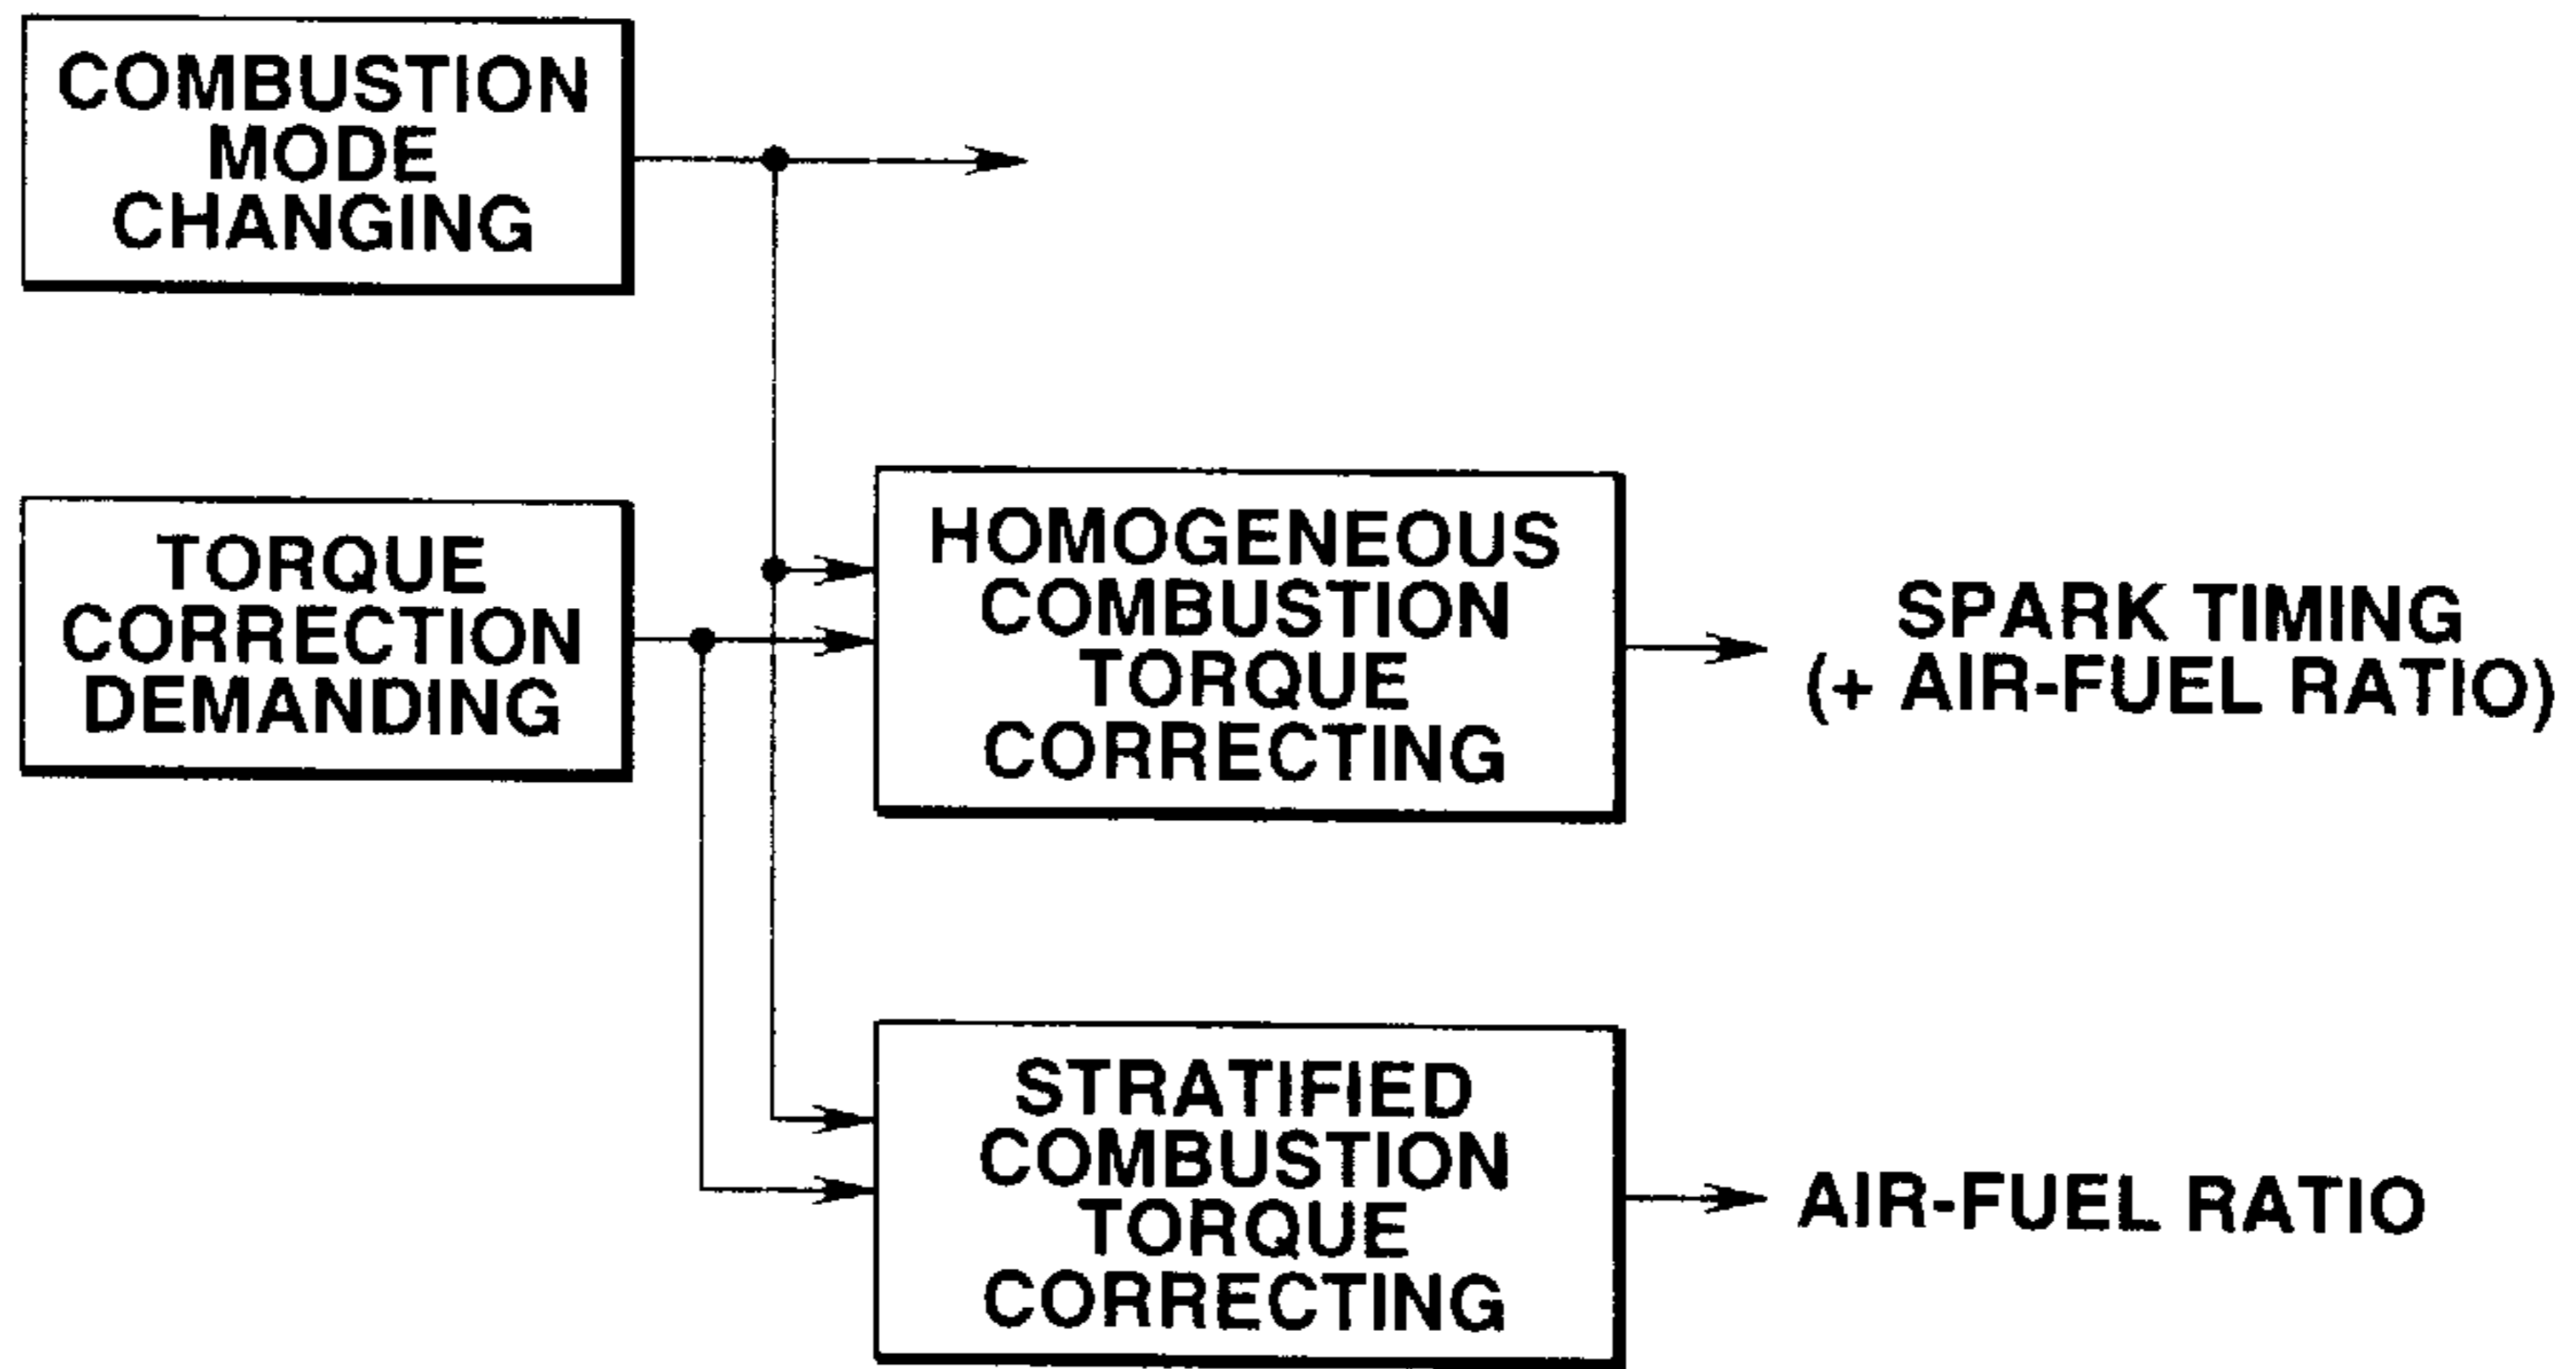 COMBUSTION
MODE
CHANGING
TORQUE
CORRECTION
DEMANDING
HOMOGENEOUS
COMBUSTION
TORQUE
CORRECTING
SPARK TIMING
(+ AIR-FUEL RATIO)
STRATIFIED
COMBUSTION
TORQUE
CORRECTING
AIR-FUEL RATIO